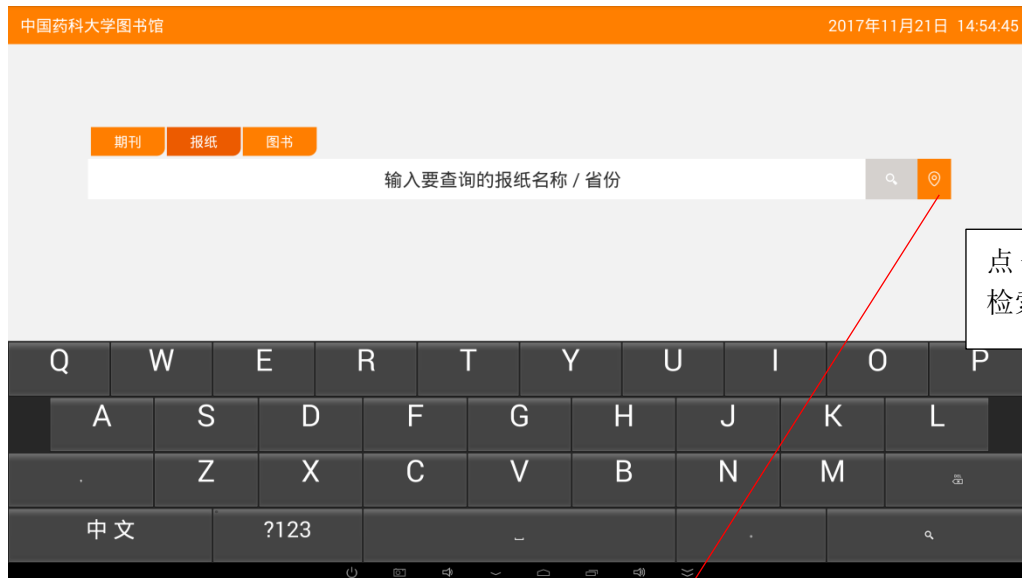 中国药科大学图书馆 2017年11月21日 14:54:45
期刊 报纸 图书
输入要查询的报纸名称 / 省份
点
检索
Q W E R T Y U I O P
A S D F G H J K L
Z X C V B N M
中文 ?123